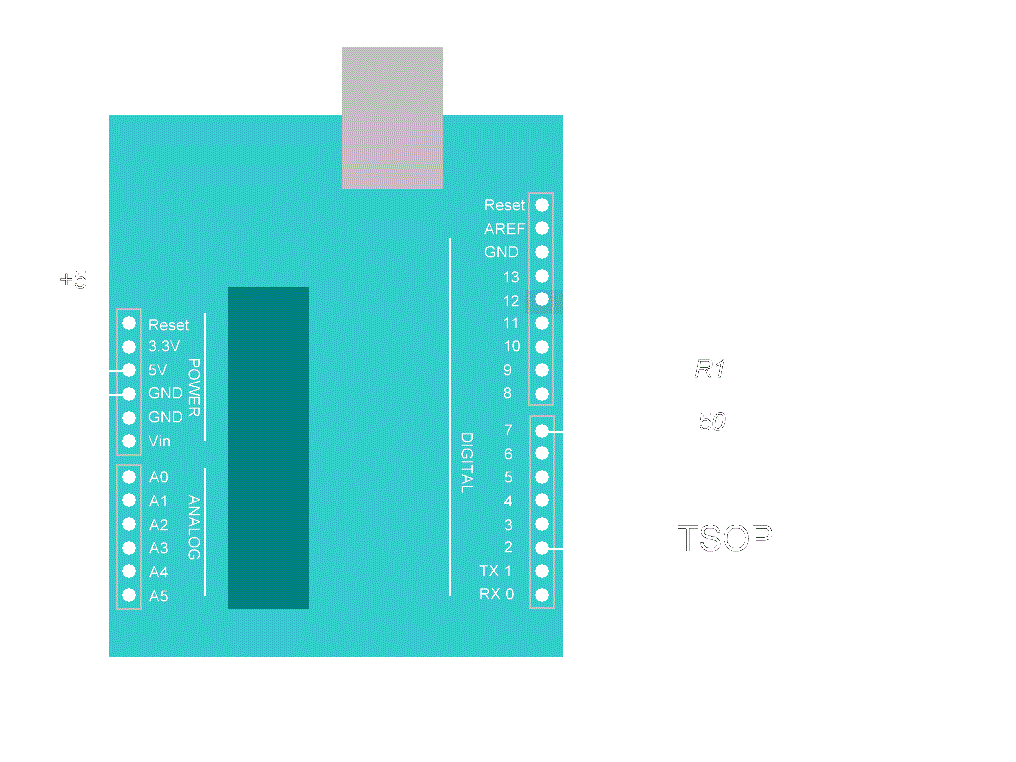 Reset
AREF
GND
13
12
11
10
9
8
+5
Reset
3.3V
5V
GND
GND
Vin
POWER
A0
A1
A2
A3
A4
A5
ANALOG
DIGITAL
7
6
5
4
3
2
TX 1
RX 0
R1
50
TSOP